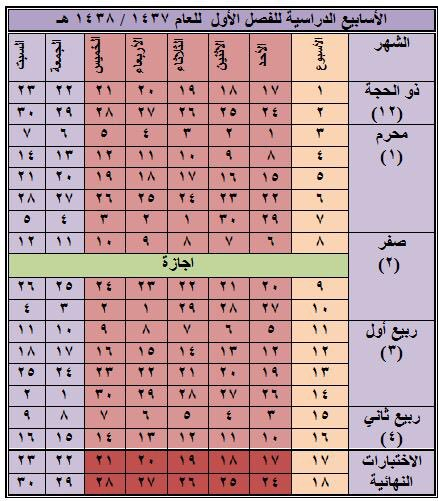 الأسابيع الدراسية للفصل الأول للعام ١٤٣٧ / ١٤٣٨ هـ
الشهر الأسبوع الأحد الاثنين الثلاثاء الأربعاء الخميس الجمعة السبت
ذو الحجة ١ ١٧ ١٨ ١٩ ٢٠ ٢١ ٢٢ ٢٣
(١٢) ٢ ٢٤ ٢٥ ٢٦ ٢٧ ٢٨ ٢٩ ٣٠
محرم ٣ ١ ٢ ٣ ٤ ٥ ٦ ٧
(١) ٤ ٨ ٩ ١٠ ١١ ١٢ ١٣ ١٤
٥ ١٥ ١٦ ١٧ ١٨ ١٩ ٢٠ ٢١
٦ ٢٢ ٢٣ ٢٤ ٢٥ ٢٦ ٢٧ ٢٨
٧ ٢٩ ٣٠ ١ ٢ ٣ ٤ ٥
صفر ٨ ٦ ٧ ٨ ٩ ١٠ ١١ ١٢
(٢) اجازة
٩ ٢٠ ٢١ ٢٢ ٢٣ ٢٤ ٢٥ ٢٦
١٠ ٢٧ ٢٨ ٢٩ ١ ٢ ٣ ٤
ربيع أول ١١ ٥ ٦ ٧ ٨ ٩ ١٠ ١١
(٣) ١٢ ١٢ ١٣ ١٤ ١٥ ١٦ ١٧ ١٨
١٣ ١٩ ٢٠ ٢١ ٢٢ ٢٣ ٢٤ ٢٥
١٤ ٢٦ ٢٧ ٢٨ ٢٩ ٣٠ ١ ٢
ربيع ثاني ١٥ ٣ ٤ ٥ ٦ ٧ ٨ ٩
(٤) ١٦ ١٠ ١١ ١٢ ١٣ ١٤ ١٥ ١٦
الاختبارات ١٧ ١٧ ١٨ ١٩ ٢٠ ٢١ ٢٢ ٢٣
النهائية ١٨ ٢٤ ٢٥ ٢٦ ٢٧ ٢٨ ٢٩ ٣٠